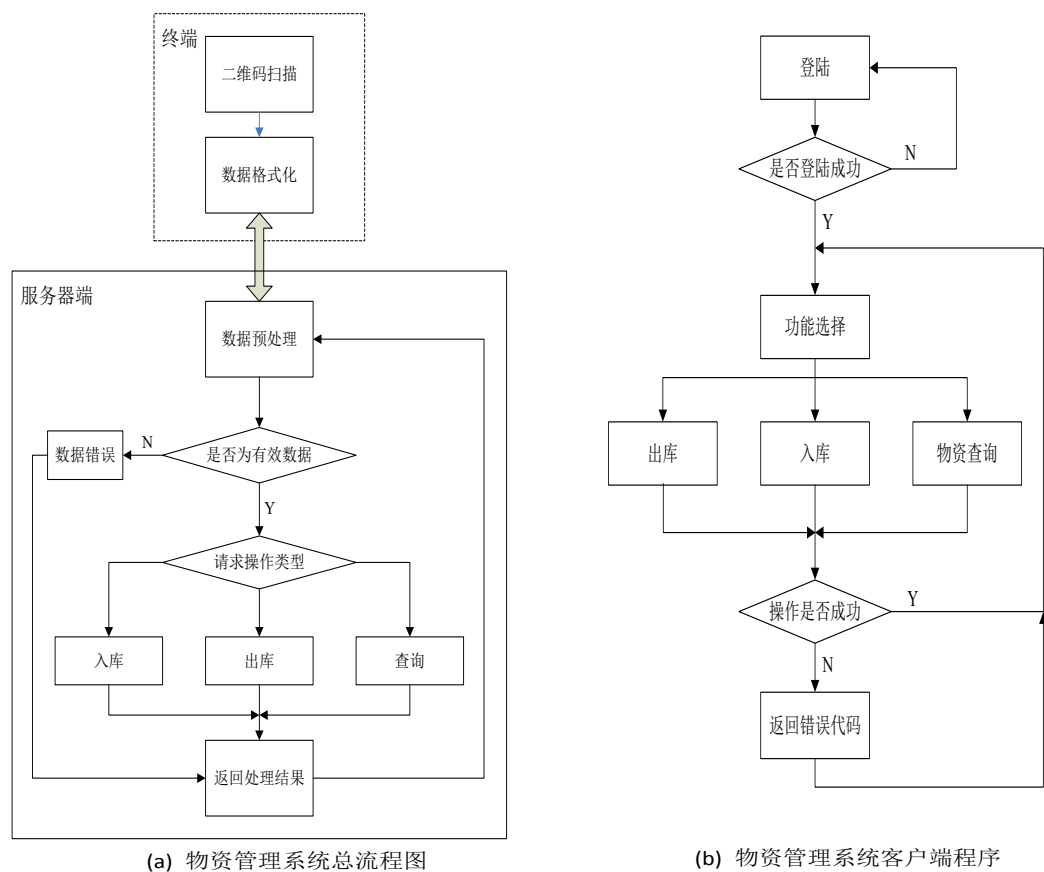 终端
二维码扫描
数据格式化
服务器端
数据预处理
数据错误
N
是否为有效数据
Y
请求操作类型
入库
出库
查询
返回处理结果
(a) 物资管理系统总流程图
登陆
是否登陆成功
N
Y
功能选择
出库
入库
物资查询
操作是否成功
Y
N
返回错误代码
(b) 物资管理系统客户端程序